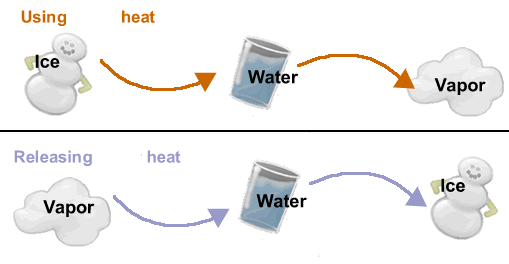 Using heat
Ice
Water
Vapor
Releasing heat
Vapor
Water
Ice